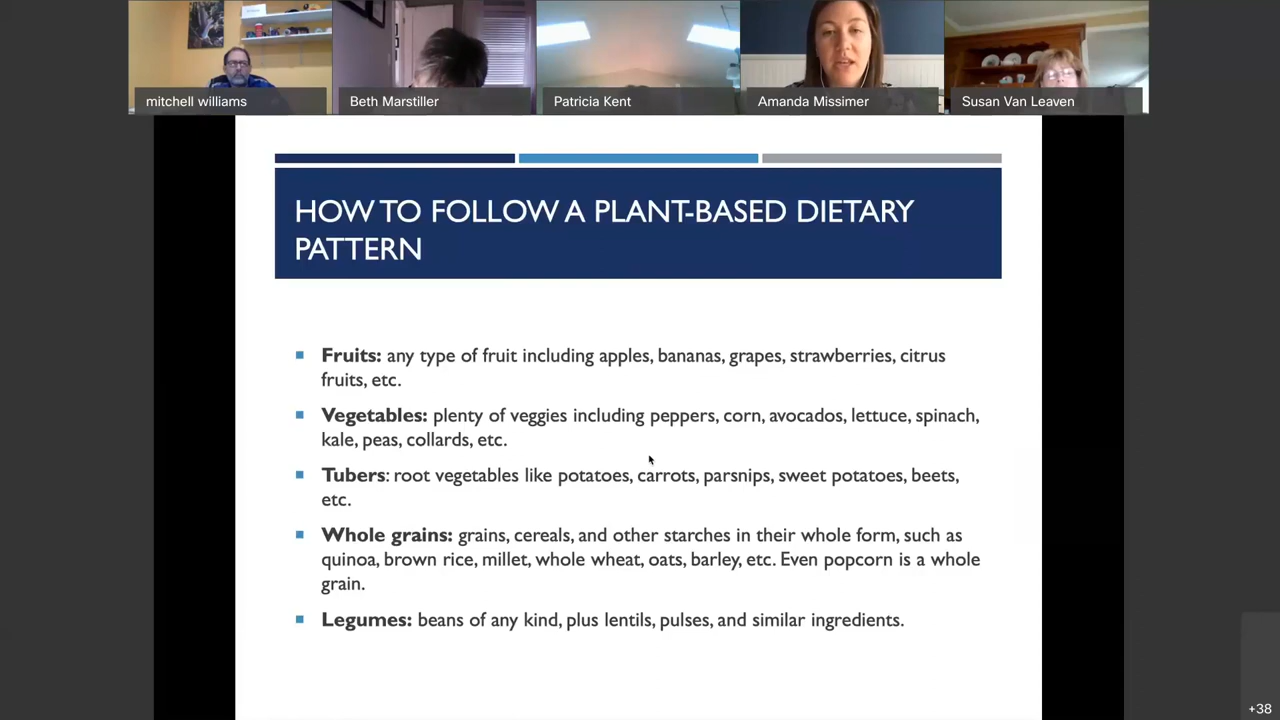 mitchell williams
Beth Marstiller
Patricia Kent
Amanda Missimer
Susan Van Leaven
HOW TO FOLLOW A PLANT-BASED DIETARY
PATTERN
Fruits: any type of fruit including apples, bananas, grapes, strawberries, citrus
fruits, etc.
Vegetables: plenty of veggies including peppers, corn, avocados, lettuce, spinach,
kale, peas, collards, etc.
Tubers: root vegetables like potatoes, carrots, parsnips, sweet potatoes, beets,
etc.
Whole grains: grains, cereals, and other starches in their whole form, such as
quinoa, brown rice, millet, whole wheat, oats, barley, etc. Even popcorn is a whole
grain.
Legumes: beans of any kind, plus lentils, pulses, and similar ingredients.
+38